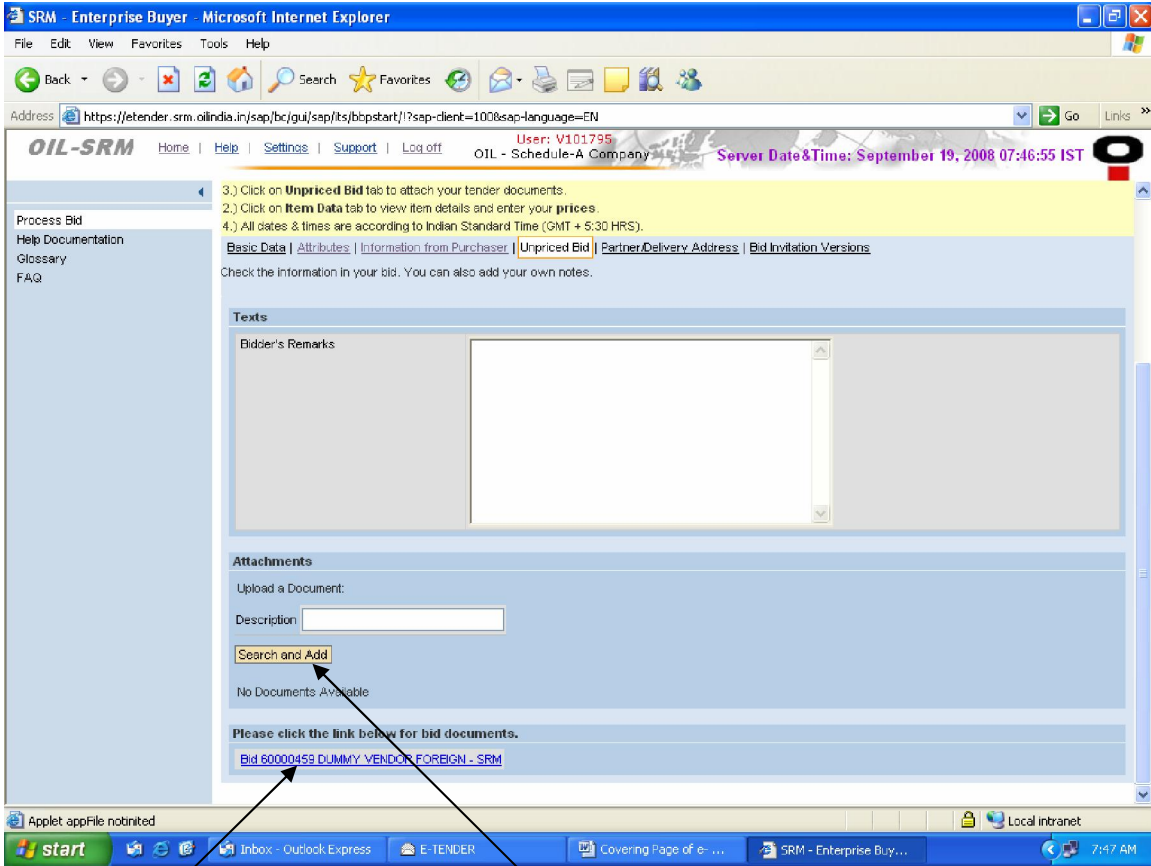 SRM - Enterprise Buyer - Microsoft Internet Explorer
File Edit View Favorites Tools Help
Back Search Favorites
Address https://etender.srm.oilindia.in/sap/bc/gui/sap/its/bbpstart/!?sap-client=100&sap-language=EN Go Links »
OIL-SRM Home | Help | Settings | Support | Log off User: V101795
OIL - Schedule-A Company Server Date&Time: September 19, 2008 07:46:55 IST
3.) Click on Unpriced Bid tab to attach your tender documents.
2.) Click on Item Data tab to view item details and enter your prices.
4.) All dates & times are according to Indian Standard Time (GMT + 5:30 HRS).
Process Bid
Help Documentation
Glossary
FAQ
Basic Data | Attributes | Information from Purchaser | Unpriced Bid | Partner/Delivery Address | Bid Invitation Versions
Check the information in your bid. You can also add your own notes.
Texts
Bidder's Remarks
Attachments
Upload a Document:
Description
Search and Add
No Documents Available
Please click the link below for bid documents.
Bid 60000459 DUMMY VENDOR FOREIGN - SRM
Applet appFile notinited Local intranet
start Inbox - Outlook Express E-TENDER Covering Page of e- ... SRM - Enterprise Buy... 7:47 AM